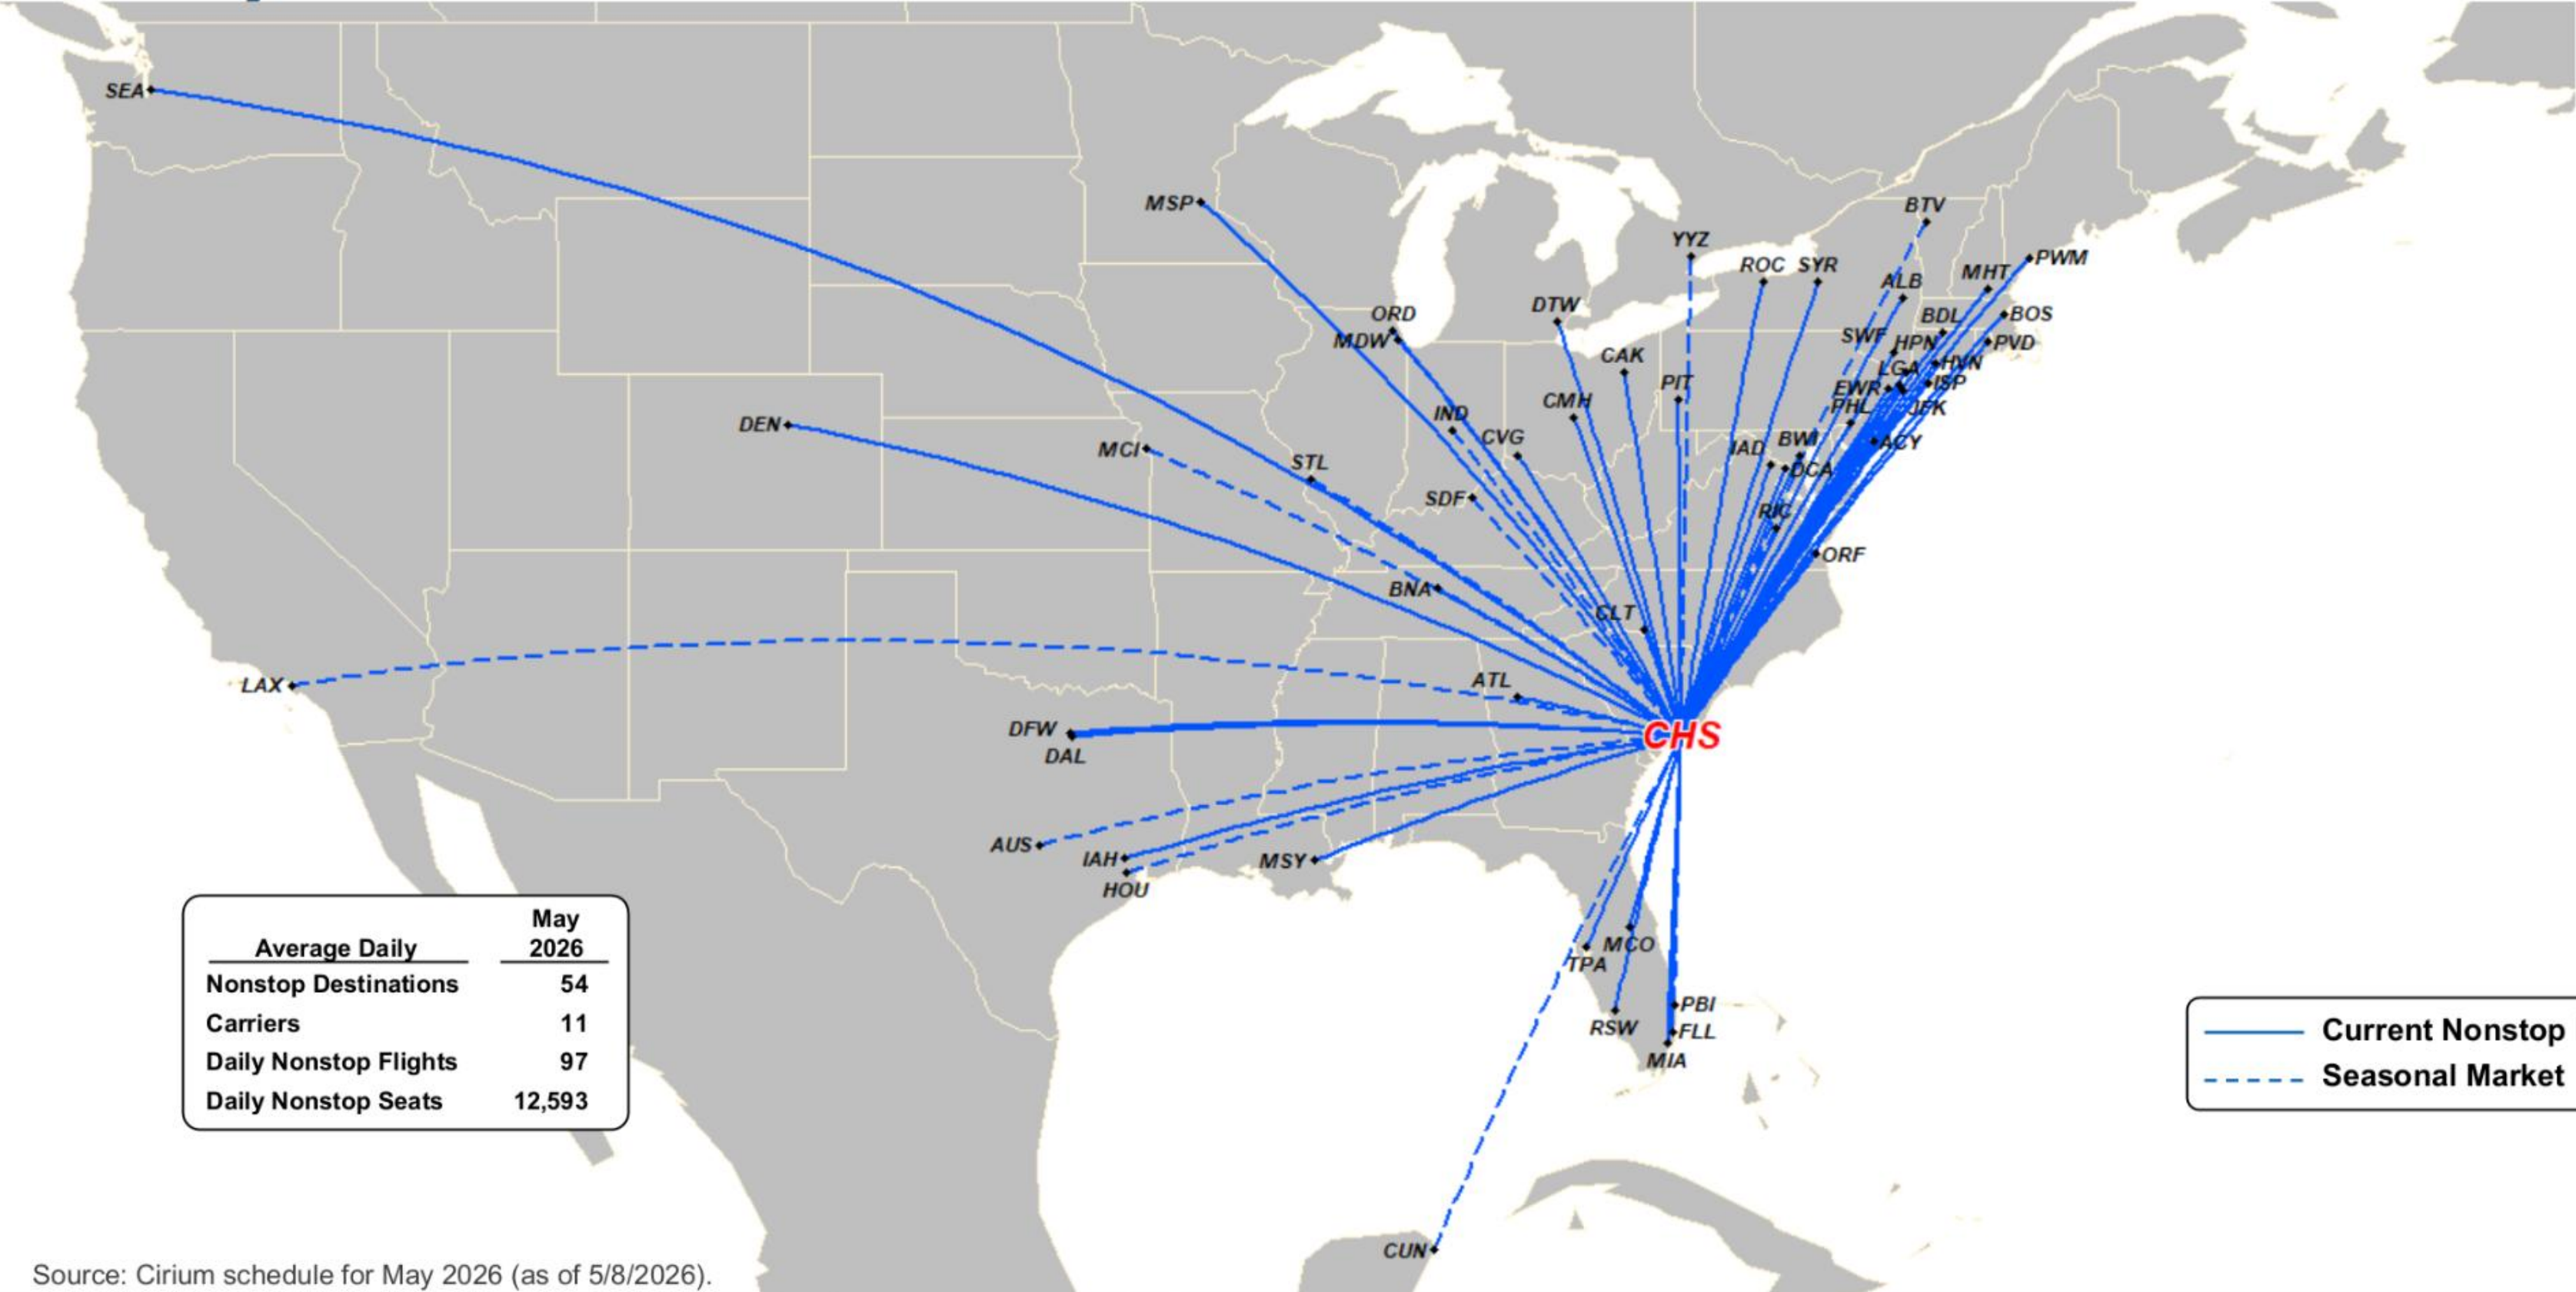 SEA
MSP
BTV
YYZ
PWM
ROC SYR
MHT
ALB
DTW
ORD
BDL
BOS
MDW
SWF
HPN
PVD
CAK
HVN
LGA
PIT
ISP
EWR
CMH
PHL
JFK
IND
DEN
CVG
BWI
ACY
MCI
IAD
STL
DCA
SDF
RIC
ORF
BNA
CLT
LAX
ATL
DFW
CHS
DAL
AUS
IAH
MSY
HOU
MCO
TPA
PBI
RSW
FLL
MIA
CUN
May
Average Daily 2026
Nonstop Destinations 54
Carriers 11
Daily Nonstop Flights 97
Daily Nonstop Seats 12,593
Current Nonstop
Seasonal Market
Source: Cirium schedule for May 2026 (as of 5/8/2026).